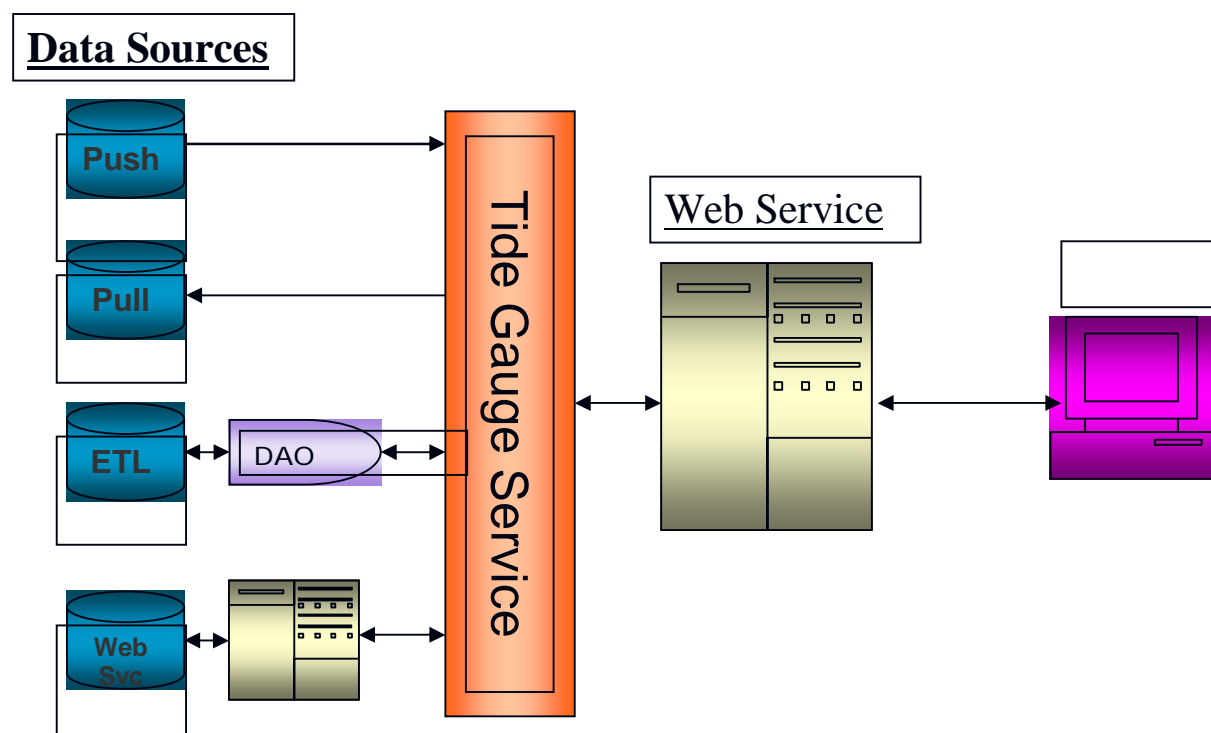 Data Sources
Push
Pull
ETL
DAO
Web
Svc
Tide Gauge Service
Web Service